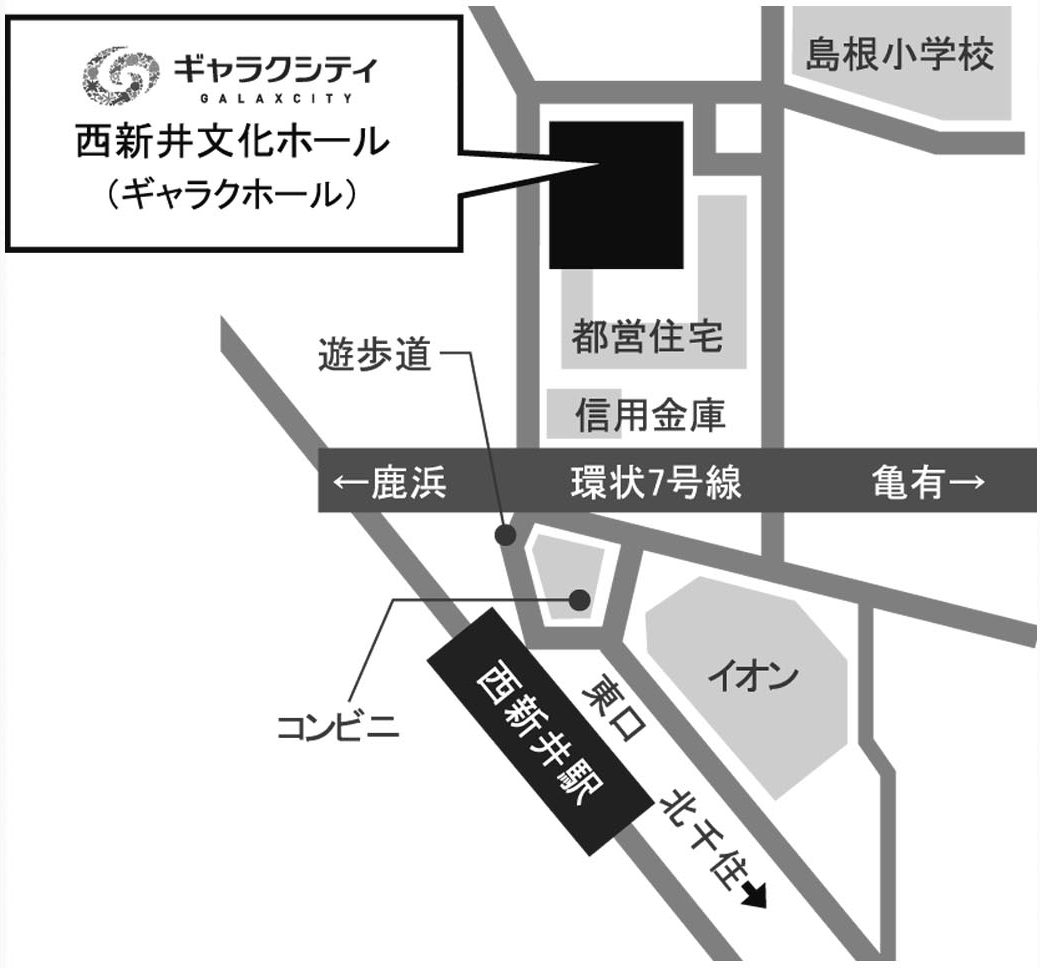 ギャラクシティ
GALAXCITY
西新井文化ホール
（ギャラクホール）
島根小学校
都営住宅
遊歩道
信用金庫
←鹿浜
環状7号線
亀有→
イオン
コンビニ
西新井駅
東口
北千住